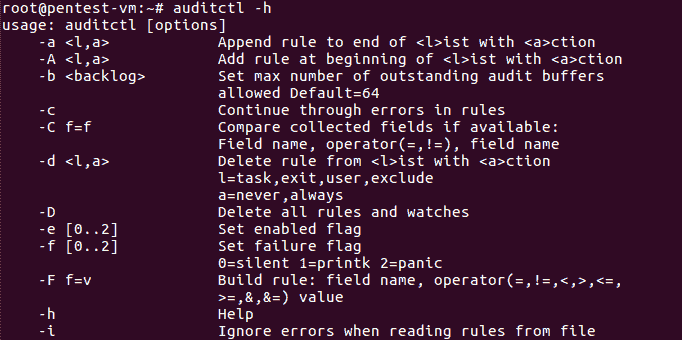 root@pentest-vm:~# auditctl -h
usage: auditctl [options]
    -a <l,a>            Append rule to end of <l>ist with <a>ction
    -A <l,a>            Add rule at beginning of <l>ist with <a>ction
    -b <backlog>        Set max number of outstanding audit buffers
                        allowed Default=64
    -c                  Continue through errors in rules
    -C f=f              Compare collected fields if available:
                        Field name, operator(=,!=), field name
    -d <l,a>            Delete rule from <l>ist with <a>ction
                        l=task,exit,user,exclude
                        a=never,always
    -D                  Delete all rules and watches
    -e [0..2]           Set enabled flag
    -f [0..2]           Set failure flag
                        0=silent 1=printk 2=panic
    -F f=v              Build rule: field name, operator(=,!=,<,>,<=,
                        >=,&,&=) value
    -h                  Help
    -i                  Ignore errors when reading rules from file